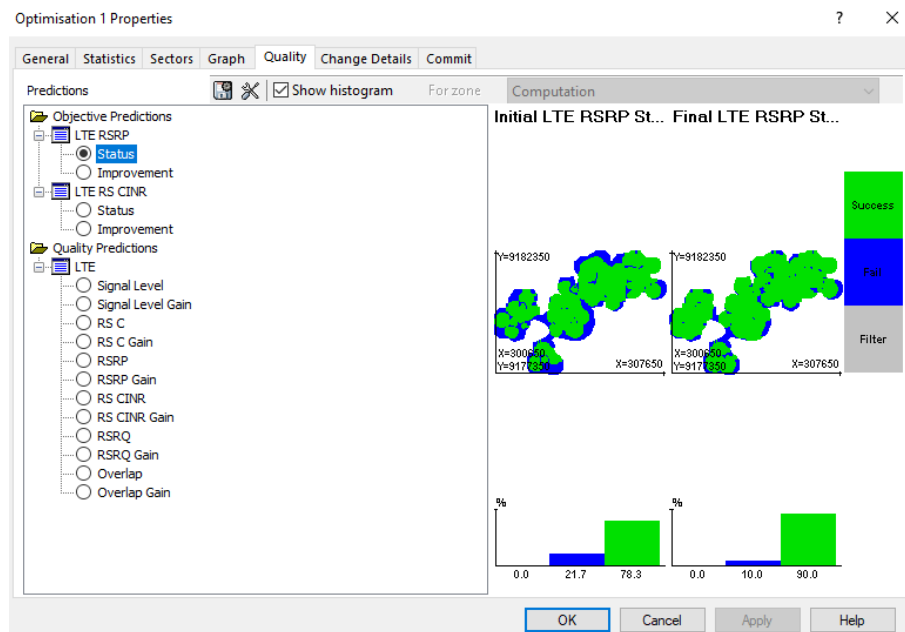 Optimisation 1 Properties
?
General Statistics Sectors Graph Quality Change Details Commit
Predictions
Show histogram
For zone
Computation
Objective Predictions
LTE RSRP
Status
Improvement
LTE RS CINR
Status
Improvement
Quality Predictions
LTE
Signal Level
Signal Level Gain
RS C
RS C Gain
RSRP
RSRP Gain
RS CINR
RS CINR Gain
RSRQ
RSRQ Gain
Overlap
Overlap Gain
Initial LTE RSRP St... Final LTE RSRP St...
Success
Fail
Filter
Y=9182350 Y=9182350
X=300650 X=300650
Y=9177350 X=307650 Y=9177350 X=307650
% %
0.0 21.7 78.3 0.0 10.0 90.0
OK Cancel Apply Help